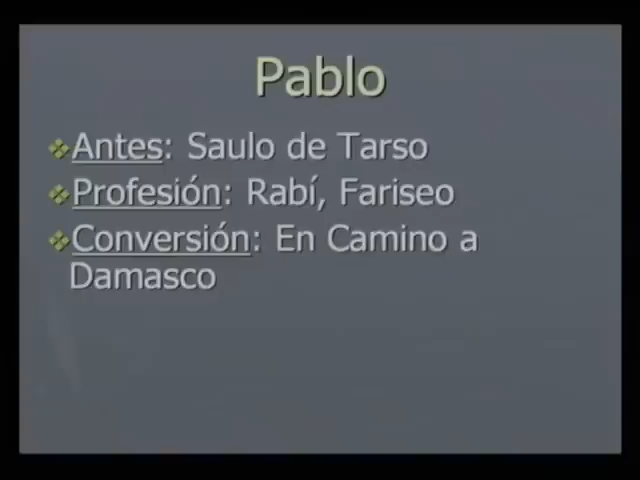 Pablo
Antes: Saulo de Tarso
Profesión: Rabí, Fariseo
Conversión: En Camino a
Damasco